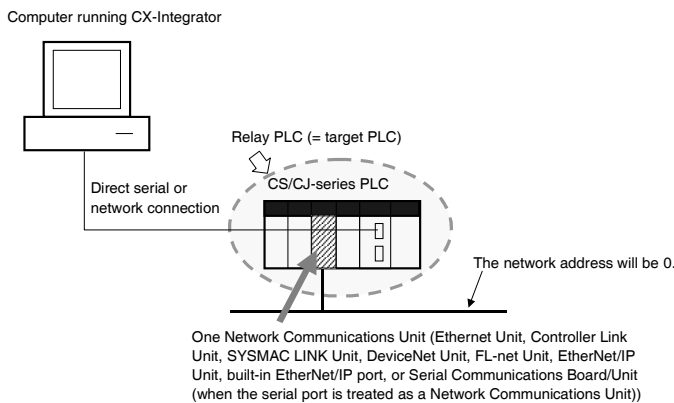 Computer running CX-Integrator
Relay PLC (= target PLC)
CS/CJ-series PLC
Direct serial or
network connection
The network address will be 0.
One Network Communications Unit (Ethernet Unit, Controller Link
Unit, SYSMAC LINK Unit, DeviceNet Unit, FL-net Unit, EtherNet/IP
Unit, built-in EtherNet/IP port, or Serial Communications Board/Unit
(when the serial port is treated as a Network Communications Unit))